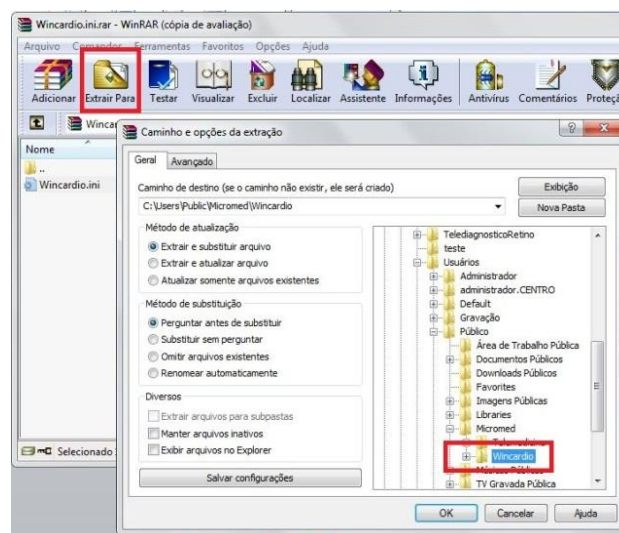 Wincardio.ini.rar - WinRAR (cópia de avaliação)
Arquivo Comandos Ferramentas Favoritos Opções Ajuda
Adicionar Extrair Para Testar Visualizar Excluir Localizar Assistente Informações Antivírus Comentários Proteç
Wincar
Nome
..
Wincardio.ini
Selecionado
Caminho e opções da extração
Geral Avançado
Caminho de destino (se o caminho não existir, ele será criado)
Exibição
C:\Users\Public\Micromed\Wincardio
Nova Pasta
Método de atualização
Extrair e substituir arquivo
Extrair e atualizar arquivo
Atualizar somente arquivos existentes
Método de substituição
Perguntar antes de substituir
Substituir sem perguntar
Omitir arquivos existentes
Renomear automaticamente
Diversos
Extrair arquivos para subpastas
Manter arquivos inativos
Exibir arquivos no Explorer
Salvar configurações
TelediagnosticoRetino
teste
Usuários
Administrador
administrador.CENTRO
Default
Gravação
Público
Área de Trabalho Pública
Documentos Públicos
Downloads Públicos
Favorites
Imagens Públicas
Libraries
Micromed
Wincardio
TV Gravada Pública
OK Cancelar Ajuda